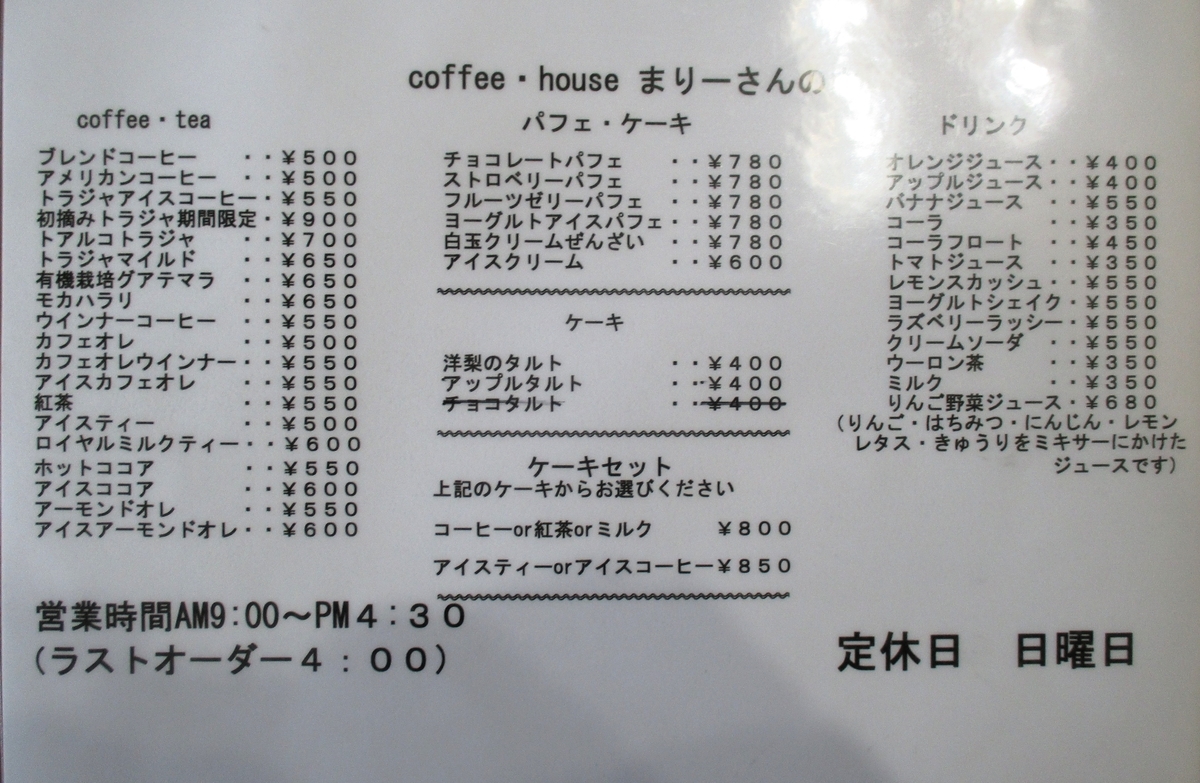 coffee・house まりーさんの
coffee・tea
ブレンドコーヒー ・・￥５００
アメリカンコーヒー ・・￥５００
トラジャアイスコーヒー・￥５５０
初摘みトラジャ期間限定・￥９００
トアルコトラジャ ・・￥７００
トラジャマイルド ・・￥６５０
有機栽培グアテマラ ・・￥６５０
モカハラリ ・・￥６５０
ウインナーコーヒー ・・￥５５０
カフェオレ ・・￥５００
カフェオレウインナー・・￥５５０
アイスカフェオレ ・・￥５５０
紅茶 ・・￥５５０
アイスティー ・・￥５００
ロイヤルミルクティー・・￥６００
ホットココア ・・￥５５０
アイスココア ・・￥６００
アーモンドオレ ・・￥５５０
アイスアーモンドオレ・・￥６００
パフェ・ケーキ
チョコレートパフェ ・・￥７８０
ストロベリーパフェ ・・￥７８０
フルーツゼリーパフェ ・・￥７８０
ヨーグルトアイスパフェ・・￥７８０
白玉クリームぜんざい ・・￥７８０
アイスクリーム ・・￥６００
ケーキ
洋梨のタルト ・・￥４００
アップルタルト ・・￥４００
チョコタルト ・・￥４００
ケーキセット
上記のケーキからお選びください
コーヒーor紅茶orミルク ￥８００
アイスティーorアイスコーヒー￥８５０
ドリンク
オレンジジュース・・￥４００
アップルジュース・・￥４００
バナナジュース ・・￥５５０
コーラ ・・￥３５０
コーラフロート ・・￥４５０
トマトジュース ・・￥３５０
レモンスカッシュ・・￥５５０
ヨーグルトシェイク・￥５５０
ラズベリーラッシー・￥５５０
クリームソーダ ・・￥５５０
ウーロン茶 ・・￥３５０
ミルク ・・￥３５０
りんご野菜ジュース・￥６８０
（りんご・はちみつ・にんじん・レモン
レタス・きゅうりをミキサーにかけた
ジュースです）
営業時間AM9:00～PM４：３０
（ラストオーダー４：００）
定休日 日曜日